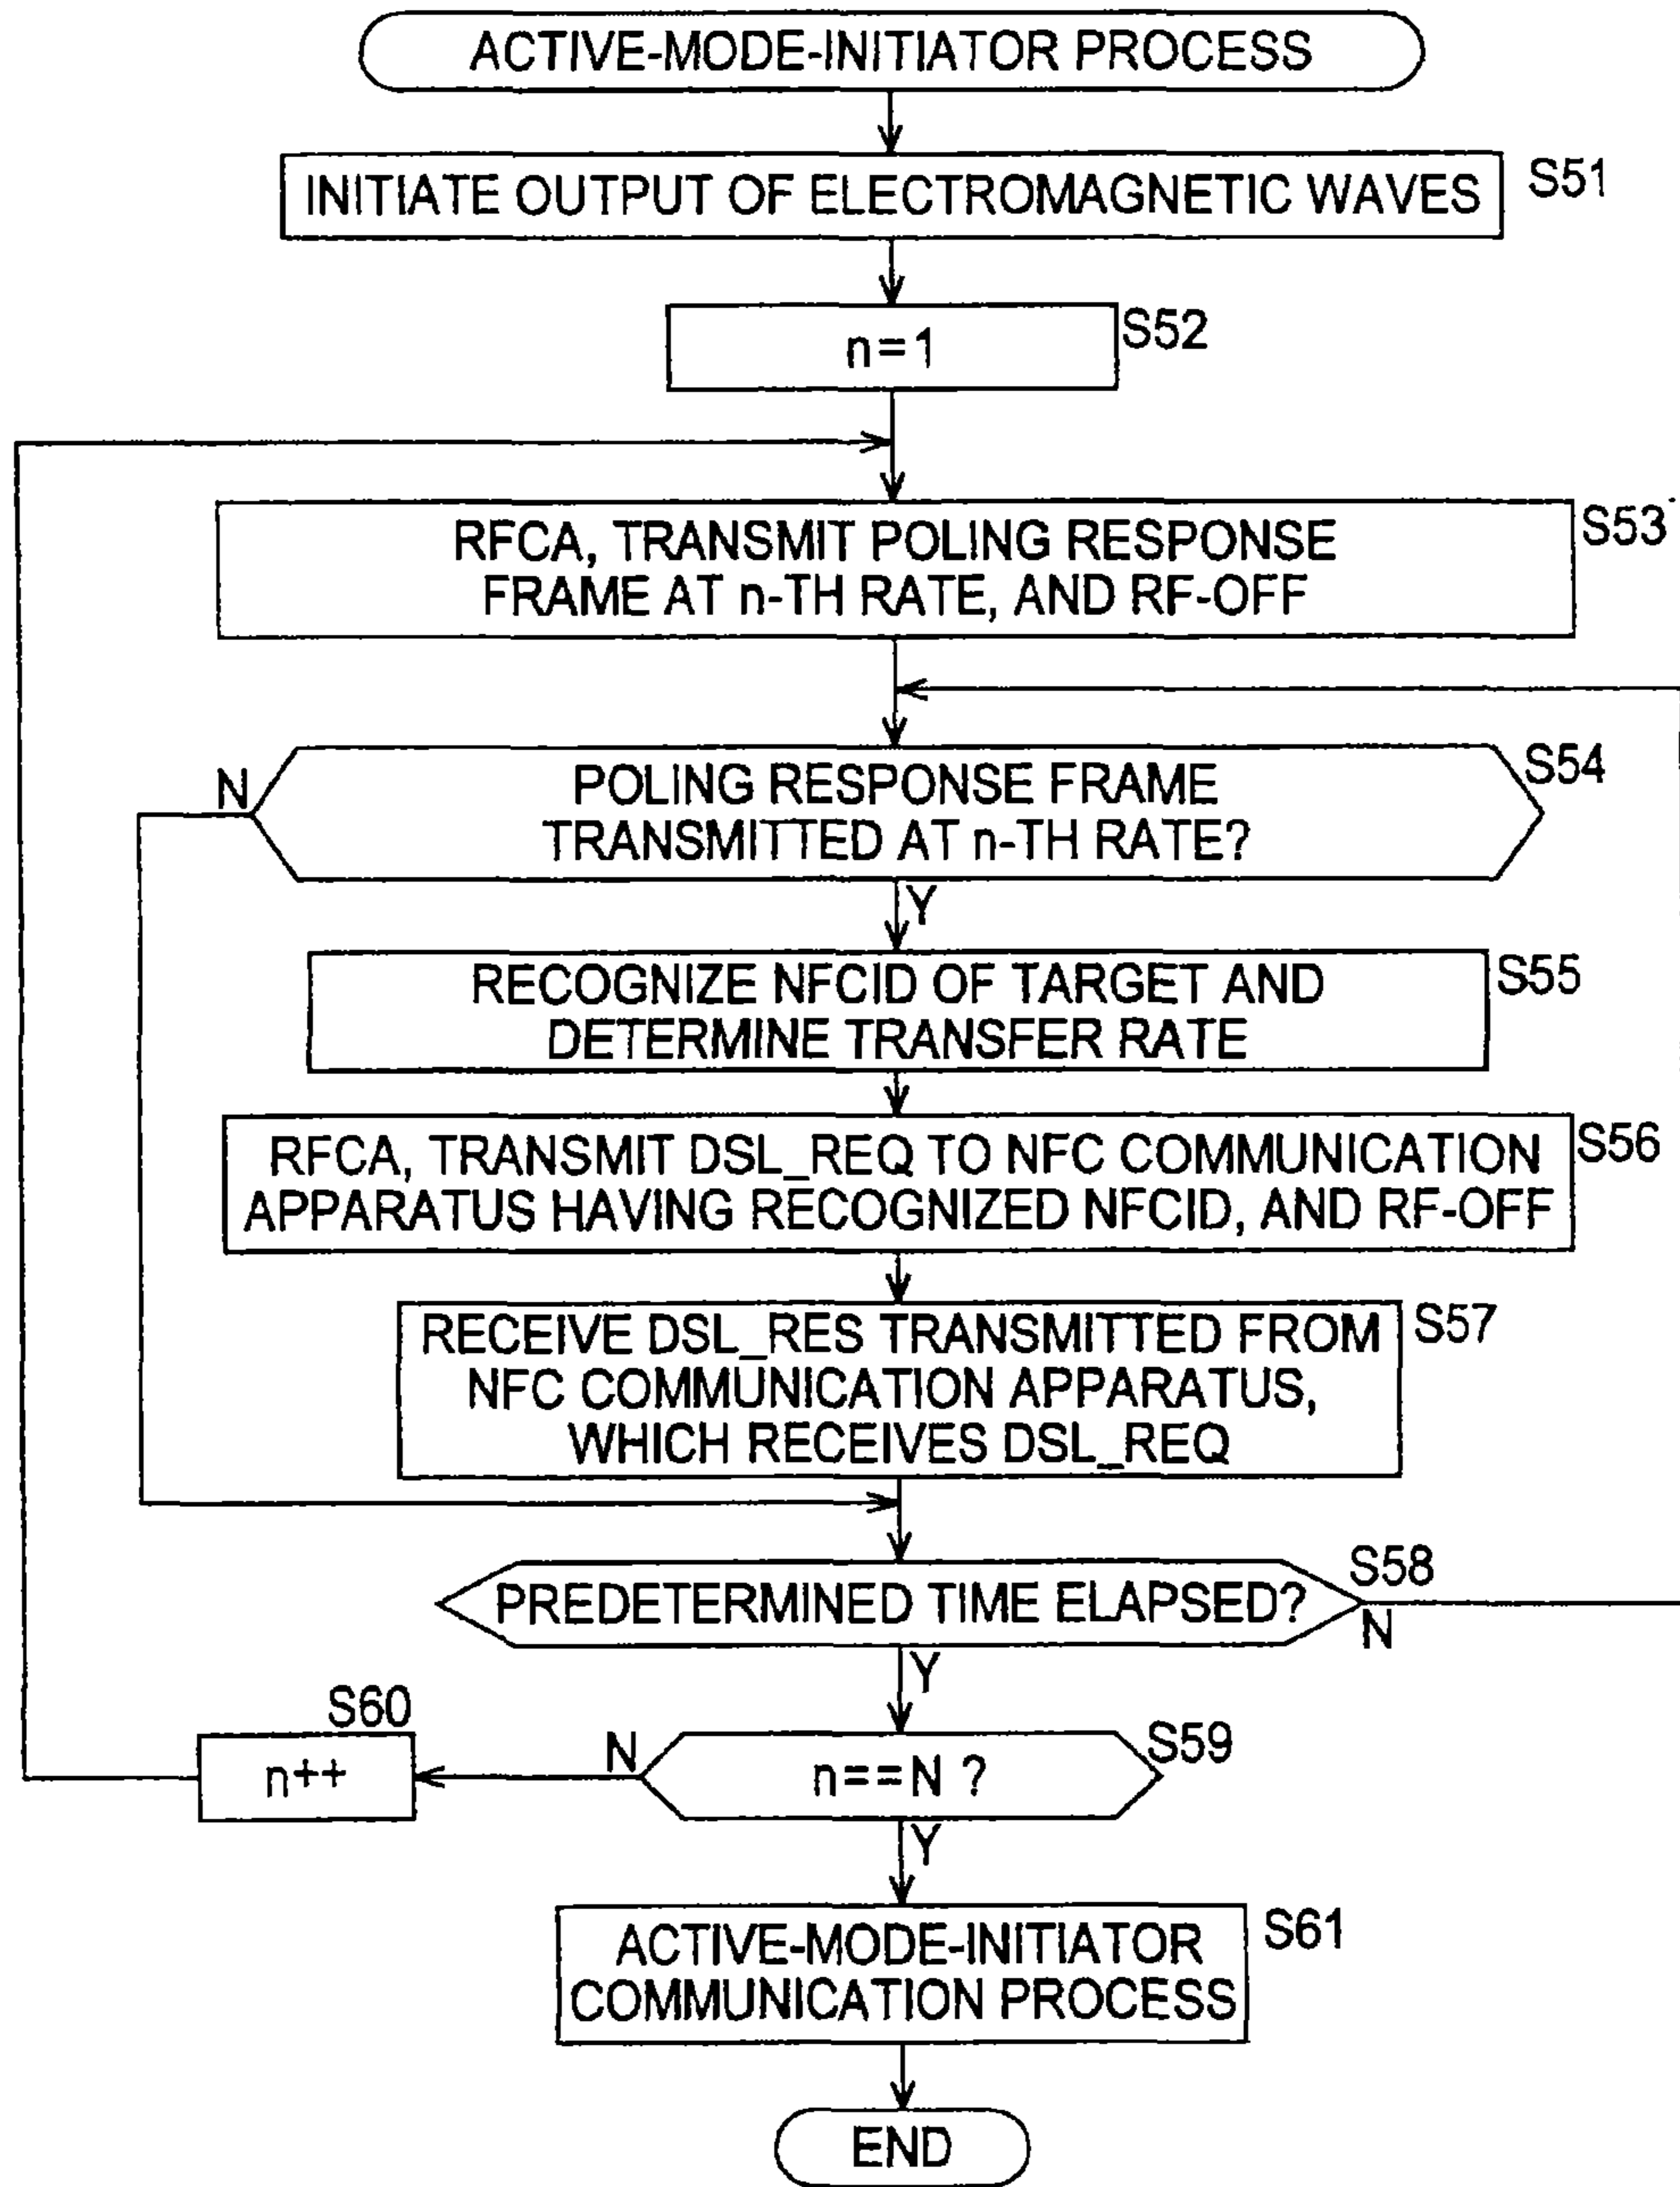 ACTIVE-MODE-INITIATOR PROCESS
INITIATE OUTPUT OF ELECTROMAGNETIC WAVES
S51
n=1
S52
RFCA, TRANSMIT POLING RESPONSE
FRAME AT n-TH RATE, AND RF-OFF
S53
POLING RESPONSE FRAME
TRANSMITTED AT n-TH RATE?
S54
N
Y
RECOGNIZE NFCID OF TARGET AND
DETERMINE TRANSFER RATE
S55
RFCA, TRANSMIT DSL_REQ TO NFC COMMUNICATION
APPARATUS HAVING RECOGNIZED NFCID, AND RF-OFF
S56
RECEIVE DSL_RES TRANSMITTED FROM
NFC COMMUNICATION APPARATUS,
WHICH RECEIVES DSL_REQ
S57
PREDETERMINED TIME ELAPSED?
S58
N
Y
n==N ?
S59
N
S60
n++
Y
ACTIVE-MODE-INITIATOR
COMMUNICATION PROCESS
S61
END